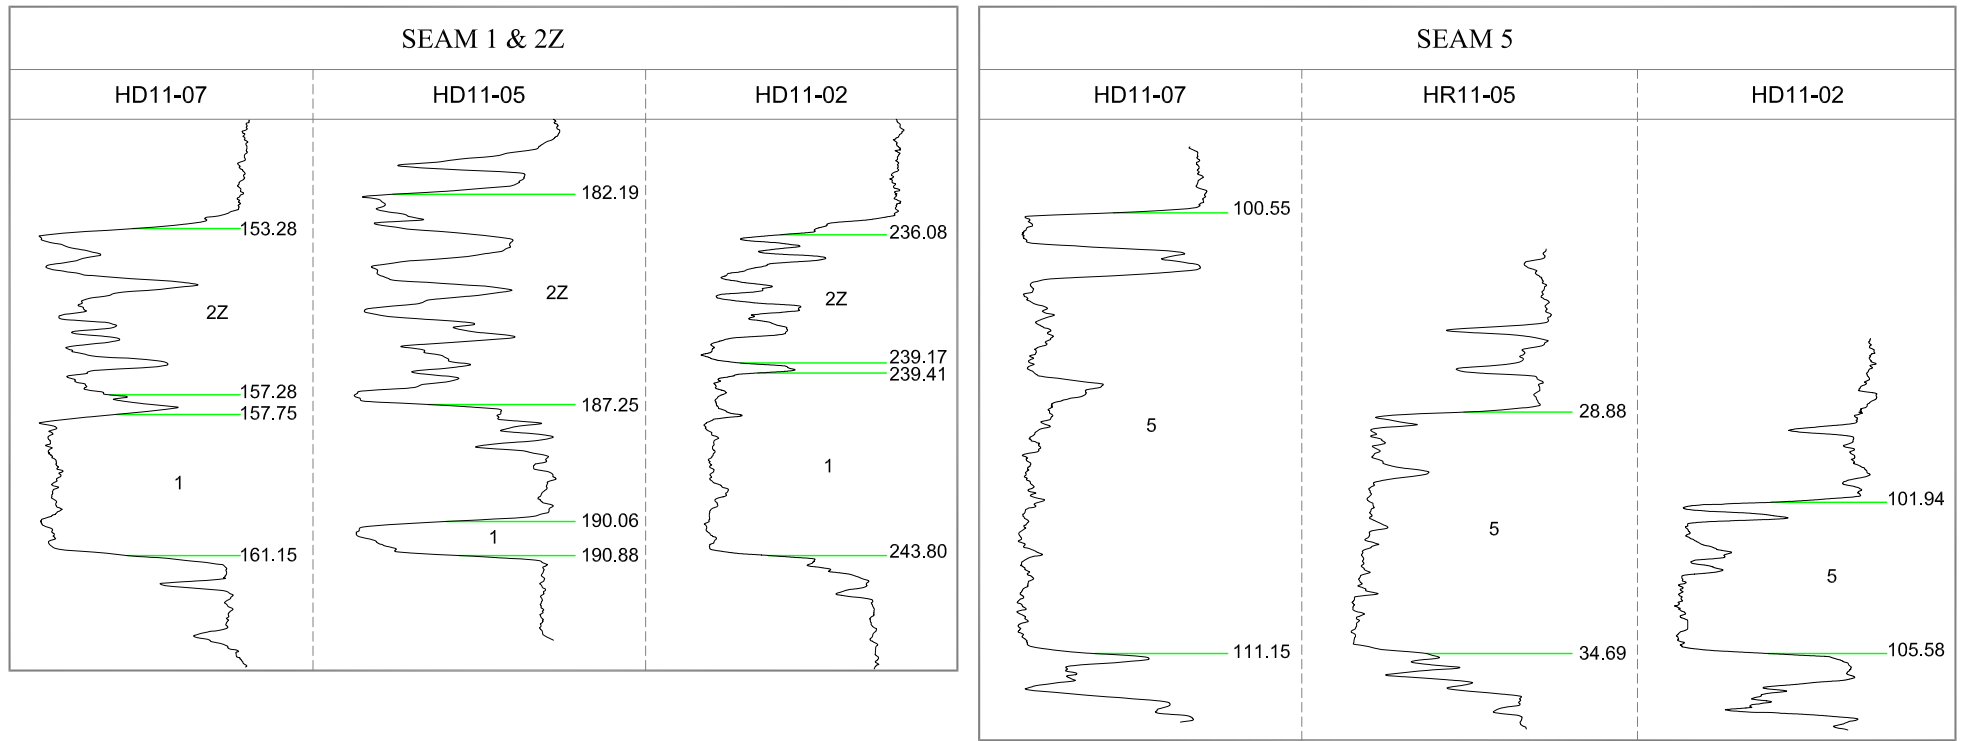 SEAM 1 & 2Z
HD11-07
HD11-05
HD11-02
153.28
2Z
157.28
157.75
1
161.15
182.19
2Z
187.25
190.06
1
190.88
236.08
2Z
239.17
239.41
1
243.80
SEAM 5
HD11-07
HR11-05
HD11-02
100.55
5
111.15
28.88
5
34.69
101.94
5
105.58